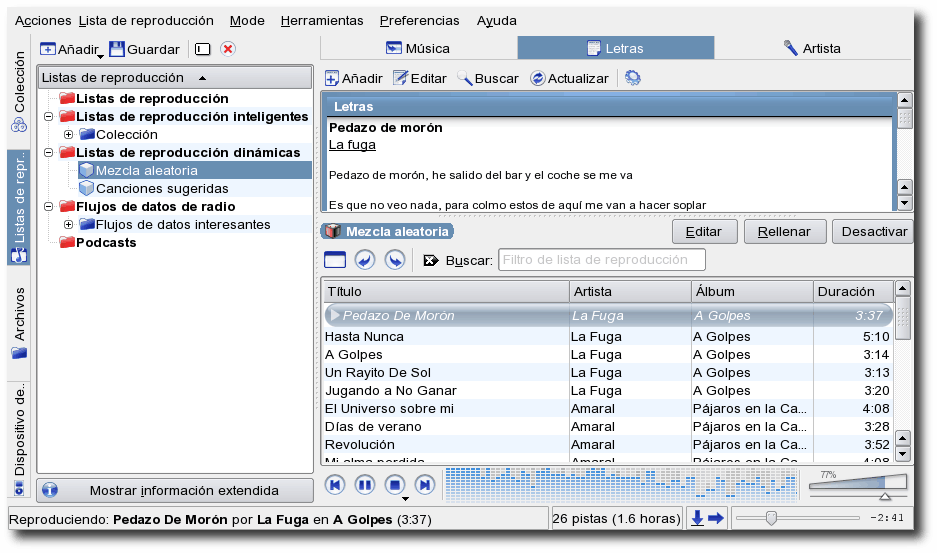 Acciones Lista de reproducción Mode Herramientas Preferencias Ayuda
Colección
Listas de repr..
Archivos
Dispositivo de..
Añadir Guardar
Listas de reproducción
Listas de reproducción
Listas de reproducción inteligentes
Colección
Listas de reproducción dinámicas
Mezcla aleatoria
Canciones sugeridas
Flujos de datos de radio
Flujos de datos interesantes
Podcasts
Mostrar información extendida
Música Letras Artista
Añadir Editar Buscar Actualizar
Letras
Pedazo de morón
La fuga
Pedazo de morón, he salido del bar y el coche se me va
Es que no veo nada, para colmo estos de aquí me van a hacer soplar
Mezcla aleatoria Editar Rellenar Desactivar
Buscar: Filtro de lista de reproducción
Título Artista Álbum Duración
Pedazo De Morón La Fuga A Golpes 3:37
Hasta Nunca La Fuga A Golpes 5:10
A Golpes La Fuga A Golpes 3:14
Un Rayito De Sol La Fuga A Golpes 3:13
Jugando a No Ganar La Fuga A Golpes 3:20
El Universo sobre mi Amaral Pájaros en la Ca... 4:08
Días de verano Amaral Pájaros en la Ca... 3:28
Revolución Amaral Pájaros en la Ca... 3:52
Mi alma perdida Amaral Pájaros en la Ca... 4:08
77%
Reproduciendo: Pedazo De Morón por La Fuga en A Golpes (3:37) 26 pistas (1.6 horas) -2:41